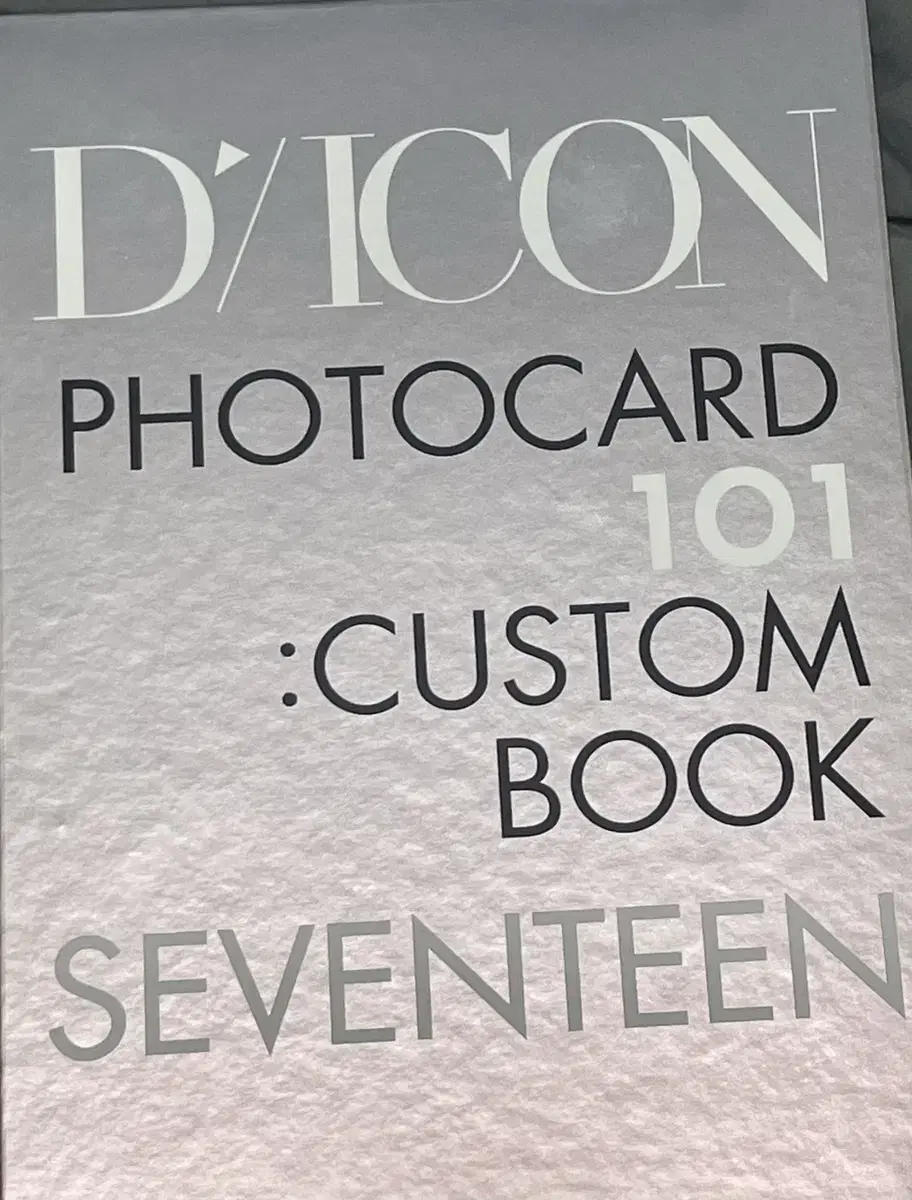 D'/ICON
PHOTOCARD
101
:CUSTOM
BOOK
SEVENTEEN